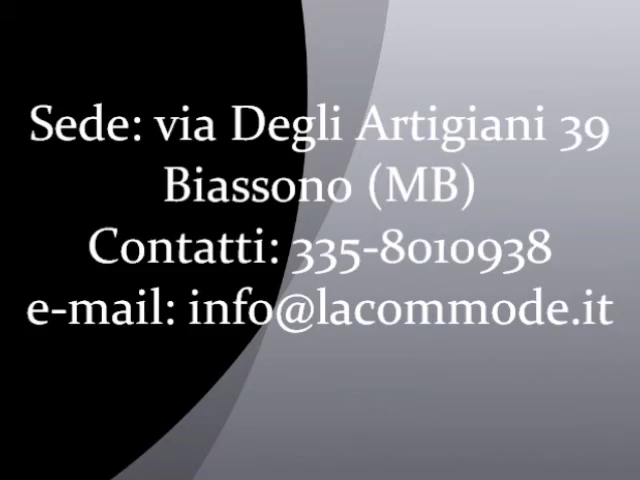 Sede: via Degli Artigiani 39
Biassono (MB)
Contatti: 335-8010938
e-mail: info@lacommode.it